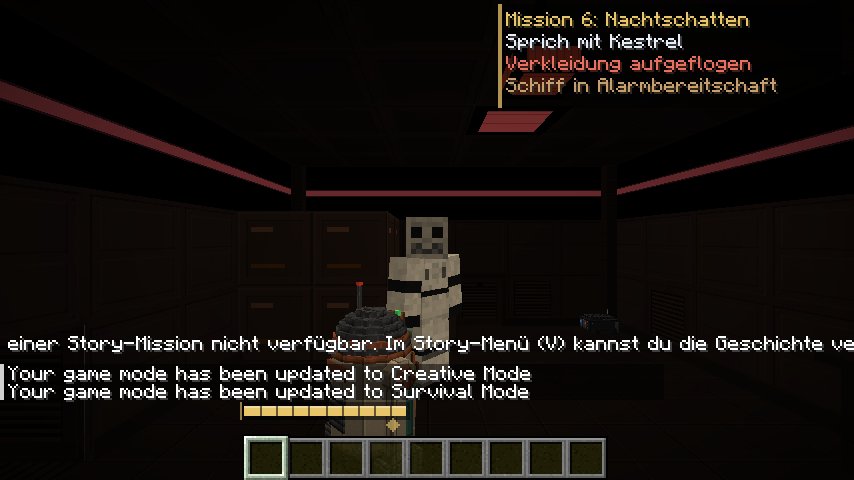 Mission 6: Nachtschatten
Sprich mit Kestrel
Verkleidung aufgeflogen
Schiff in Alarmbereitschaft
einer Story-Mission nicht verfügbar. Im Story-Menü (V) kannst du die Geschichte ve
Your game mode has been updated to Creative Mode
Your game mode has been updated to Survival Mode